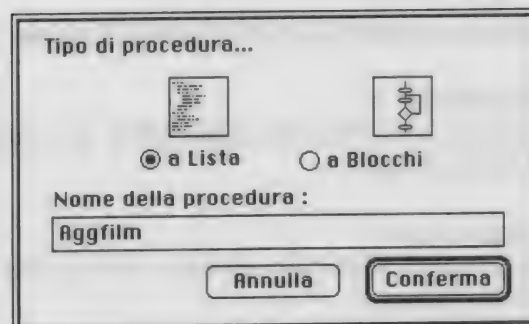 Tipo di procedura...
a Lista
a Blocchi
Nome della procedura :
Aggfilm
Annulla
Conferma